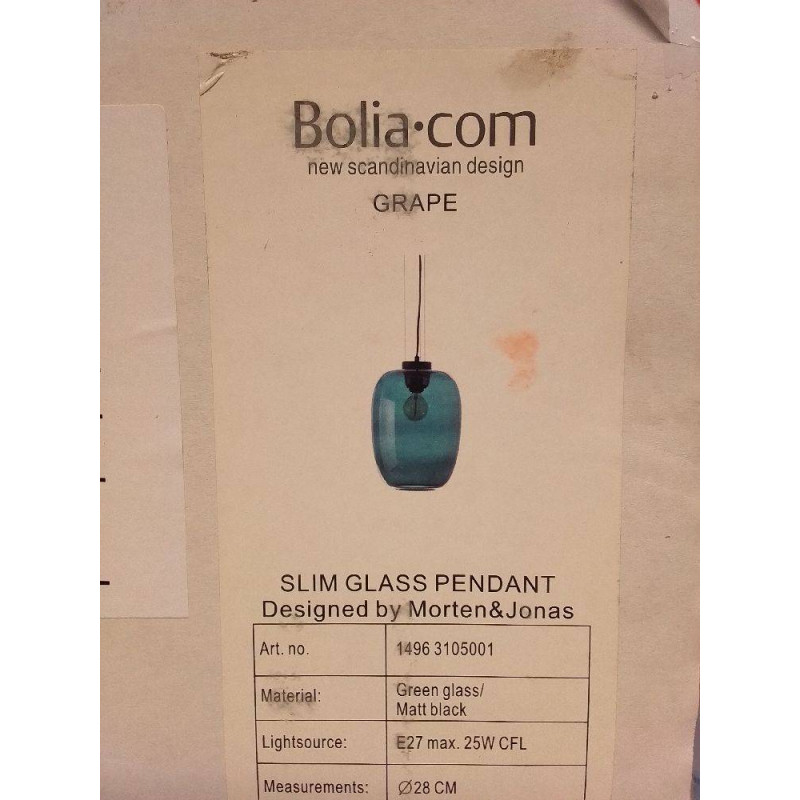 Bolia.com
new scandinavian design
GRAPE
SLIM GLASS PENDANT
Designed by Morten&Jonas
Art. no. 1496 3105001
Material: Green glass/
Matt black
Lightsource: E27 max. 25W CFL
Measurements: Ø28 CM